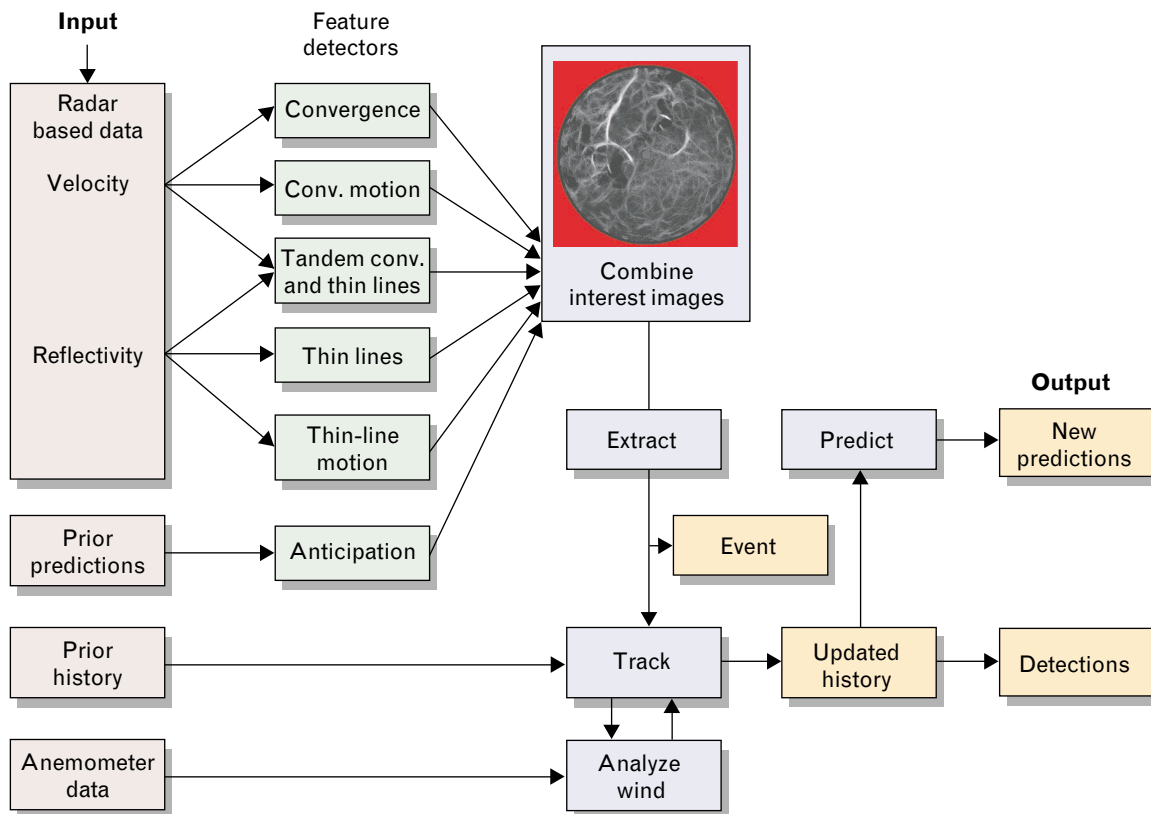 Input
Feature
detectors
Radar
based data
Velocity
Reflectivity
Convergence
Conv. motion
Tandem conv.
and thin lines
Thin lines
Thin-line
motion
Combine
interest images
Prior
predictions
Anticipation
Extract
Event
Predict
Output
New
predictions
Prior
history
Track
Updated
history
Detections
Anemometer
data
Analyze
wind